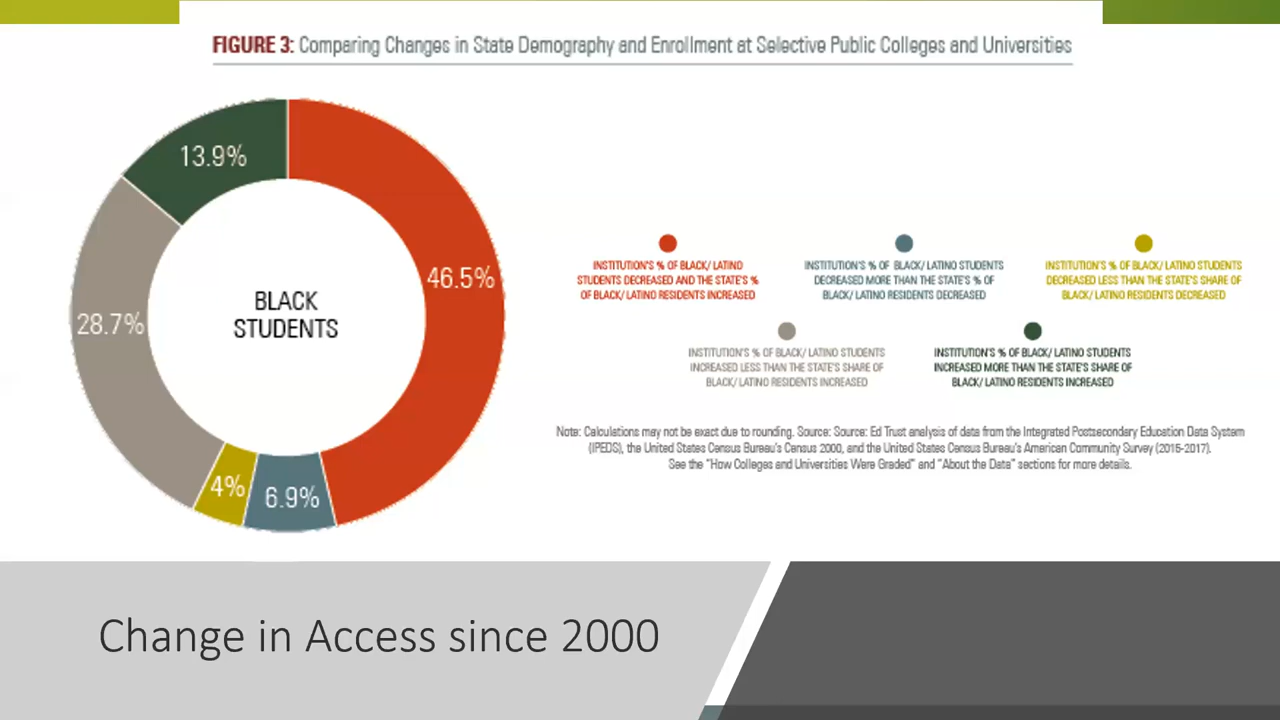 FIGURE 3: Comparing Changes in State Demography and Enrollment at Selective Public Colleges and Universities
13.9%
46.5%
28.7%
BLACK
STUDENTS
4%
6.9%
INSTITUTION'S % OF BLACK/ LATINO
STUDENTS DECREASED AND THE STATE'S %
OF BLACK/ LATINO RESIDENTS INCREASED
INSTITUTION'S % OF BLACK/ LATINO STUDENTS
DECREASED MORE THAN THE STATE'S % OF
BLACK/ LATINO RESIDENTS DECREASED
INSTITUTION'S % OF BLACK/ LATINO STUDENTS
DECREASED LESS THAN THE STATE'S SHARE OF
BLACK/ LATINO RESIDENTS DECREASED
INSTITUTION'S % OF BLACK/ LATINO STUDENTS
INCREASED LESS THAN THE STATE'S SHARE OF
BLACK/ LATINO RESIDENTS INCREASED
INSTITUTION'S % OF BLACK/ LATINO STUDENTS
INCREASED MORE THAN THE STATE'S SHARE OF
BLACK/ LATINO RESIDENTS INCREASED
Note: Calculations may not be exact due to rounding. Source: Source: Ed Trust analysis of data from the Integrated Postsecondary Education Data System
(IPEDS), the United States Census Bureau's Census 2000, and the United States Census Bureau's American Community Survey (2015-2017).
See the "How Colleges and Universities Were Graded" and "About the Data" sections for more details.
Change in Access since 2000